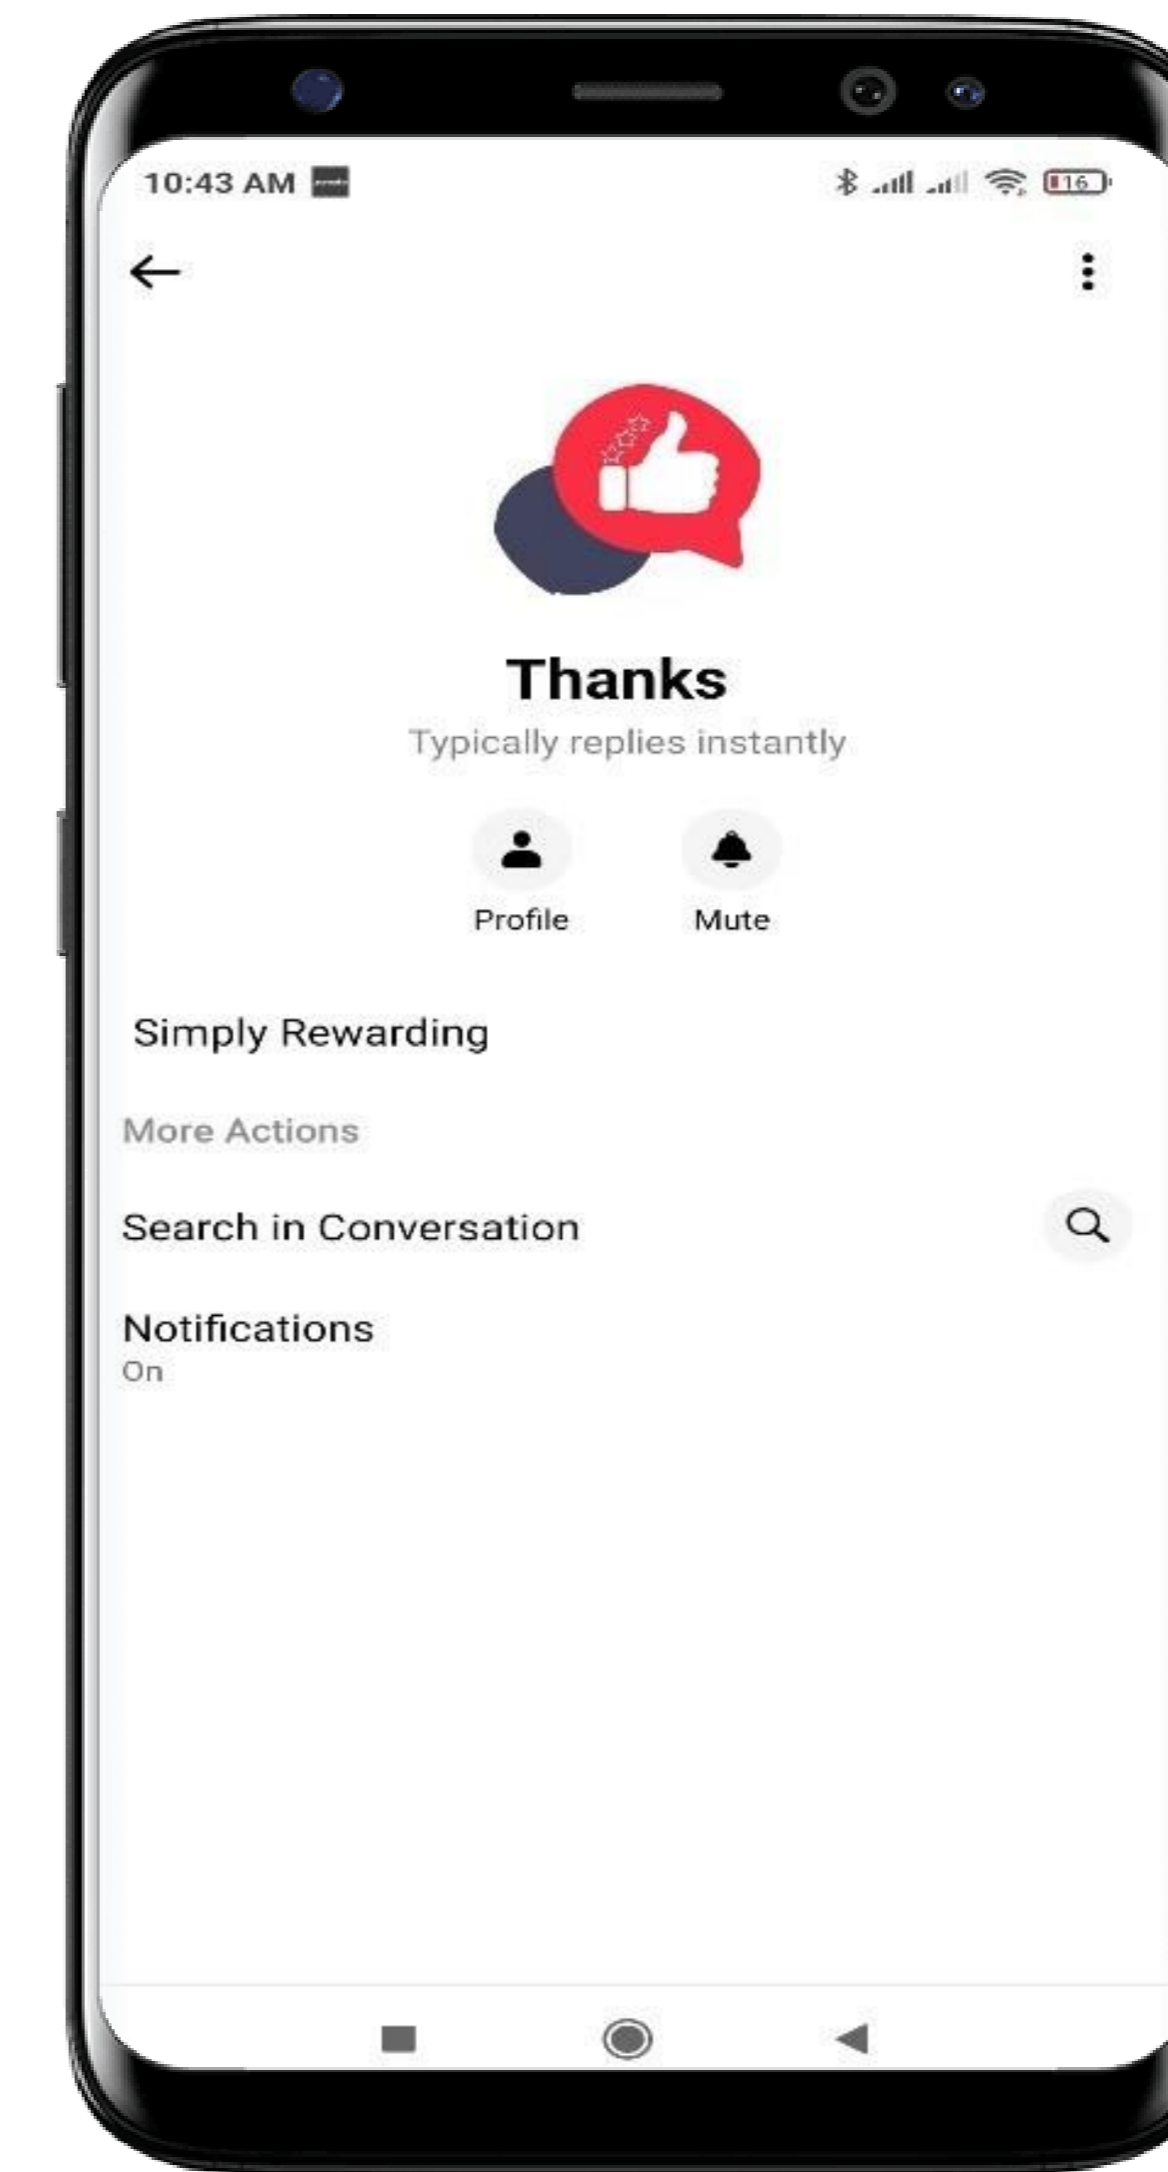 10:43 AM
16
Thanks
Typically replies instantly
Profile Mute
Simply Rewarding
More Actions
Search in Conversation
Notifications
On